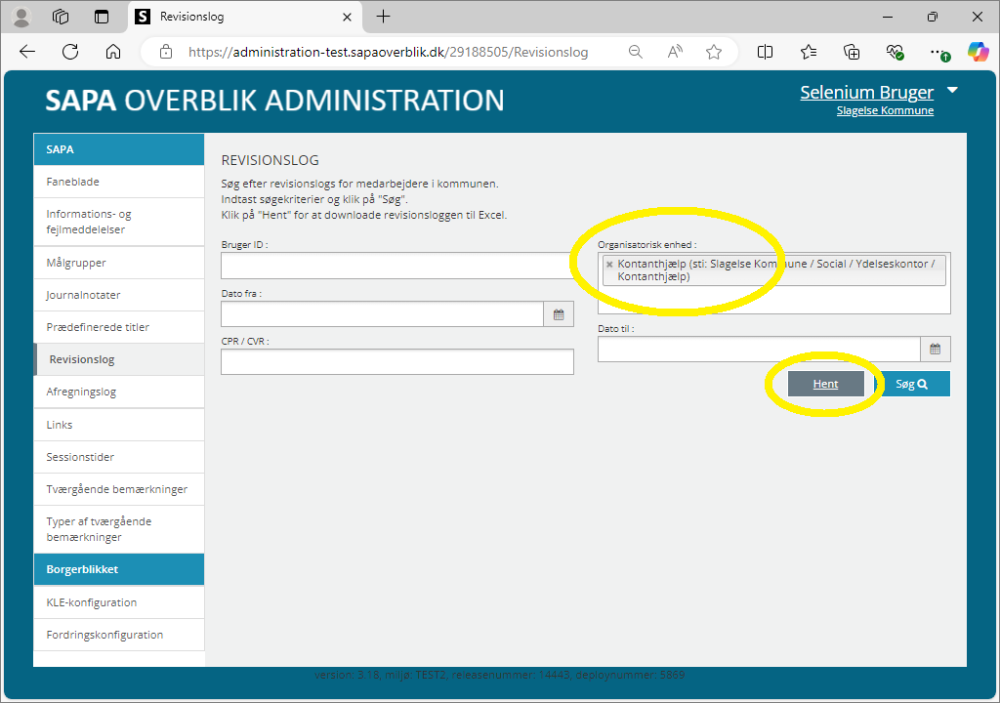 Revisionslog
https://administration-test.sapaoverblik.dk/29188505/Revisionslog
SAPA OVERBLIK ADMINISTRATION
Selenium Bruger
Slagelse Kommune
SAPA
Faneblade
Informations- og
fejlmeddelelser
Målgrupper
Journalnotater
Prædefinerede titler
Revisionslog
Afregningslog
Links
Sessionstider
Tværgående bemærkninger
Typer af tværgående
bemærkninger
Borgerblikket
KLE-konfiguration
Fordringskonfiguration
REVISIONSLOG
Søg efter revisionslogs for medarbejdere i kommunen.
Indtast søgekriterier og klik på "Søg".
Klik på "Hent" for at downloade revisionsloggen til Excel.
Bruger ID :
Organisatorisk enhed :
Kontanthjælp (sti: Slagelse Kommune / Social / Ydelseskontor /
Kontanthjælp)
Dato fra :
Dato til :
CPR / CVR :
Hent
Søg
version: 3.18, miljø: TEST2, releasenummer: 14443, deploynummer: 5869